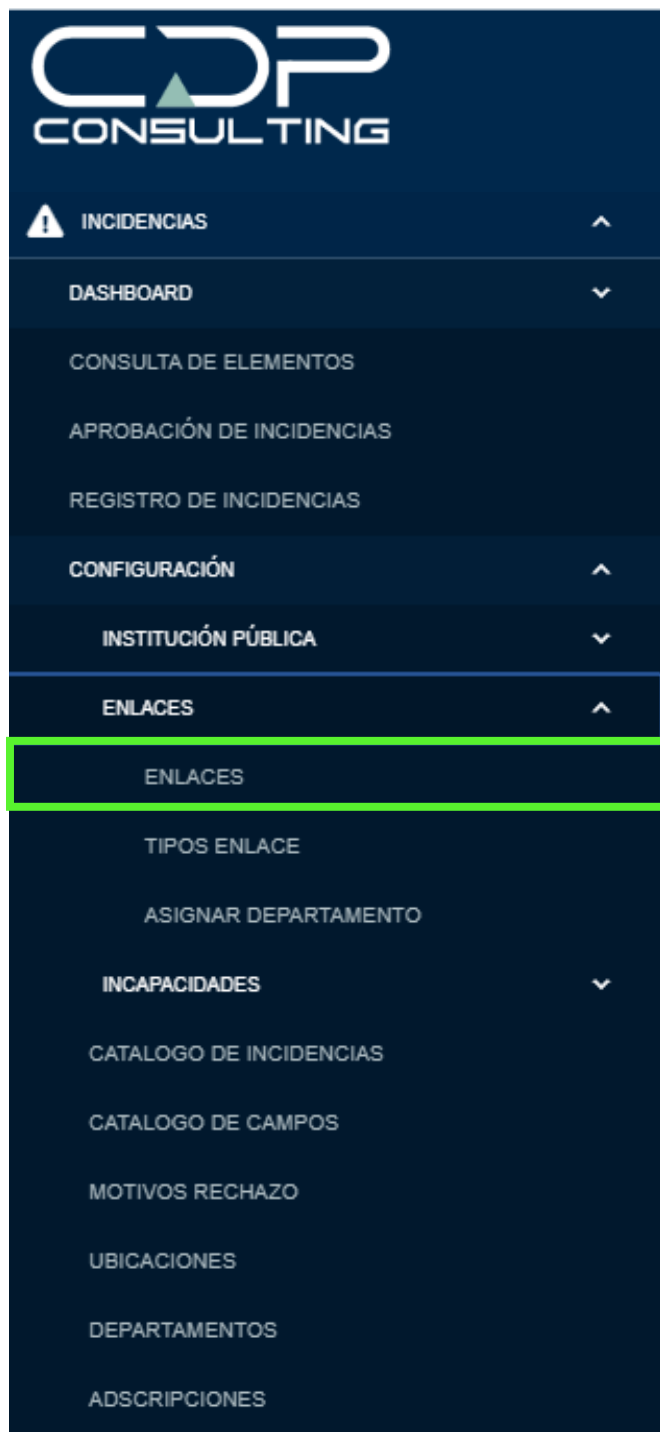 CDP
CONSULTING
INCIDENCIAS
DASHBOARD
CONSULTA DE ELEMENTOS
APROBACIÓN DE INCIDENCIAS
REGISTRO DE INCIDENCIAS
CONFIGURACIÓN
INSTITUCIÓN PÚBLICA
ENLACES
ENLACES
TIPOS ENLACE
ASIGNAR DEPARTAMENTO
INCAPACIDADES
CATALOGO DE INCIDENCIAS
CATALOGO DE CAMPOS
MOTIVOS RECHAZO
UBICACIONES
DEPARTAMENTOS
ADSCRIPCIONES